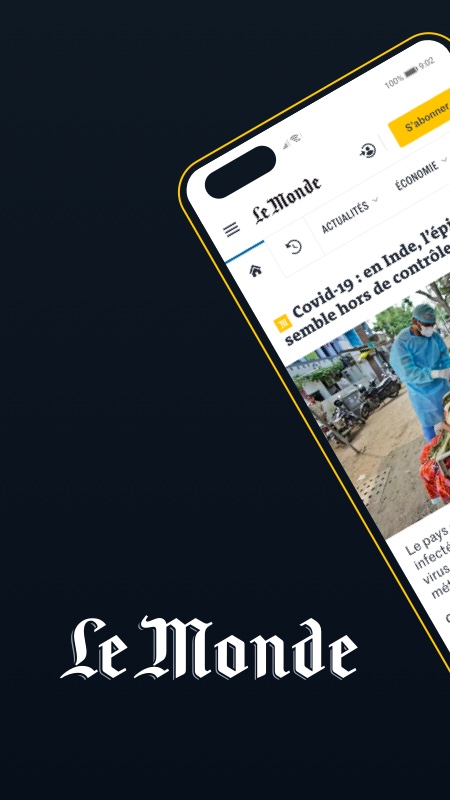 100% 9:02
S'abonner
Le Monde
ACTUALITÉS ÉCONOMIE
Covid-19 : en Inde, l'épi
semble hors de contrôle
Le pays
infecté
virus
mé
Le Monde